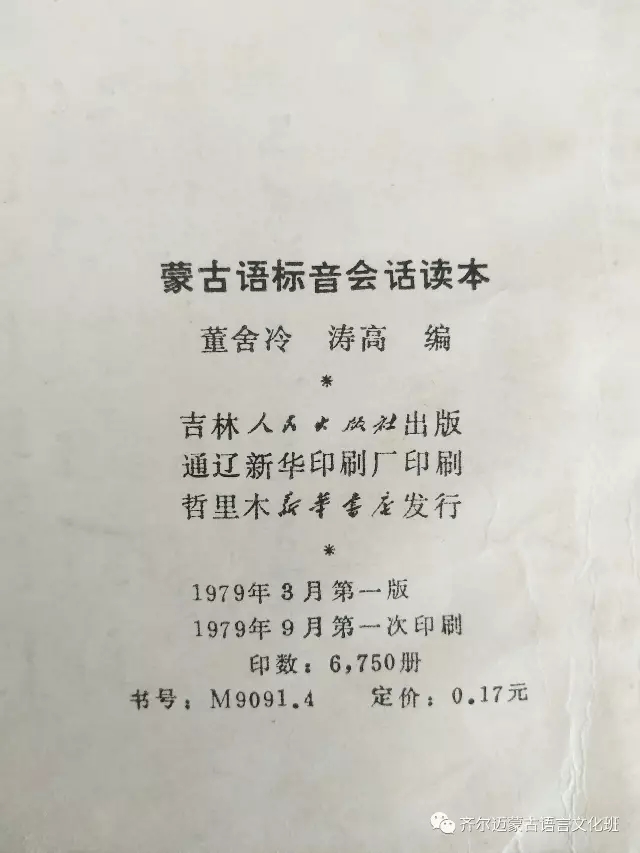 蒙古语标音会话读本
董舍冷 涛高 编
*
吉林人民出版社出版
通辽新华印刷厂印刷
哲里木新华书店发行
*
1979年3月第一版
1979年9月第一次印刷
印数：6,750册
书号：M9091.4 定价：0.17元
齐尔迈蒙古语言文化班